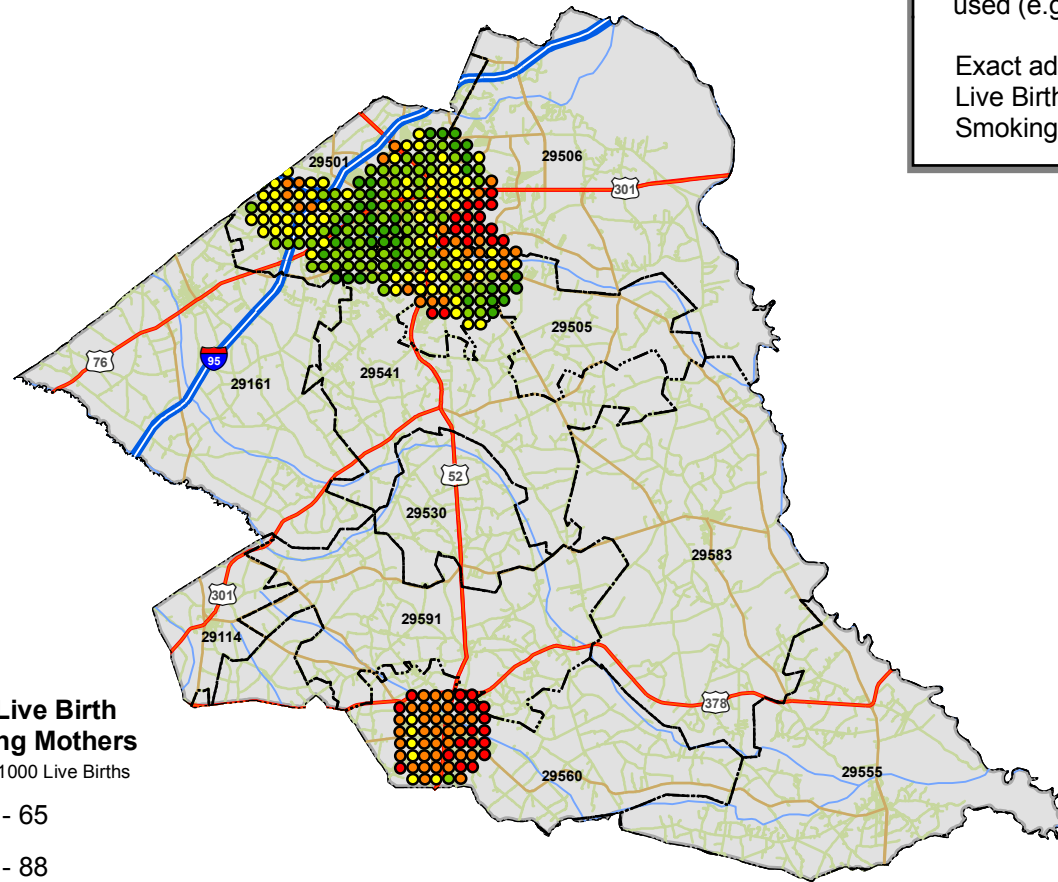 used (e.g
Exact ad
Live Birth
Smoking
29501
29506
301
29505
76
95
29161
29541
52
29530
29583
301
29591
29114
378
29560
29555
Live Birth
ng Mothers
1000 Live Births
- 65
- 88